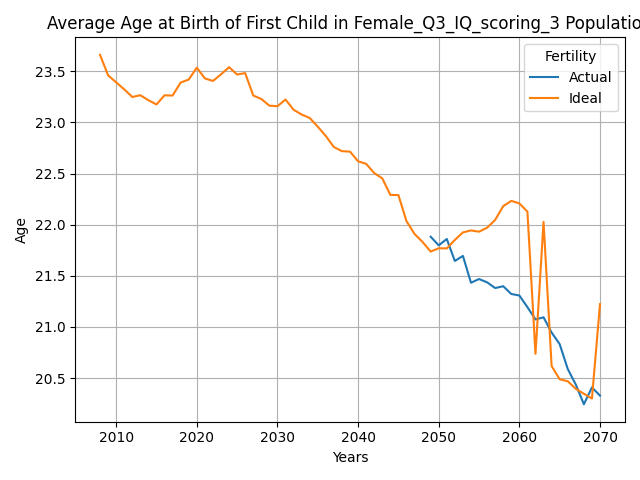 Average Age at Birth of First Child in Female_Q3_IQ_scoring_3 Populatio
Fertility
Actual
Ideal
23.5
23.0
22.5
22.0
21.5
21.0
20.5
Age
2010 2020 2030 2040 2050 2060 2070
Years